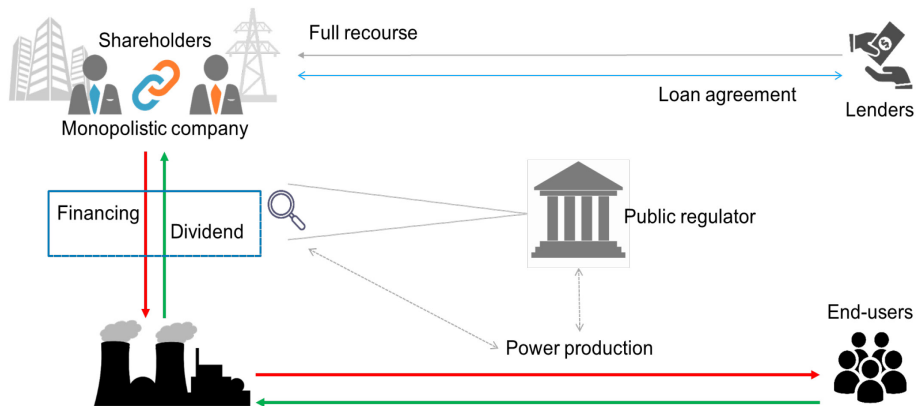 Shareholders
Full recourse
Loan agreement
Lenders
Monopolistic company
Financing
Dividend
Public regulator
End-users
Power production